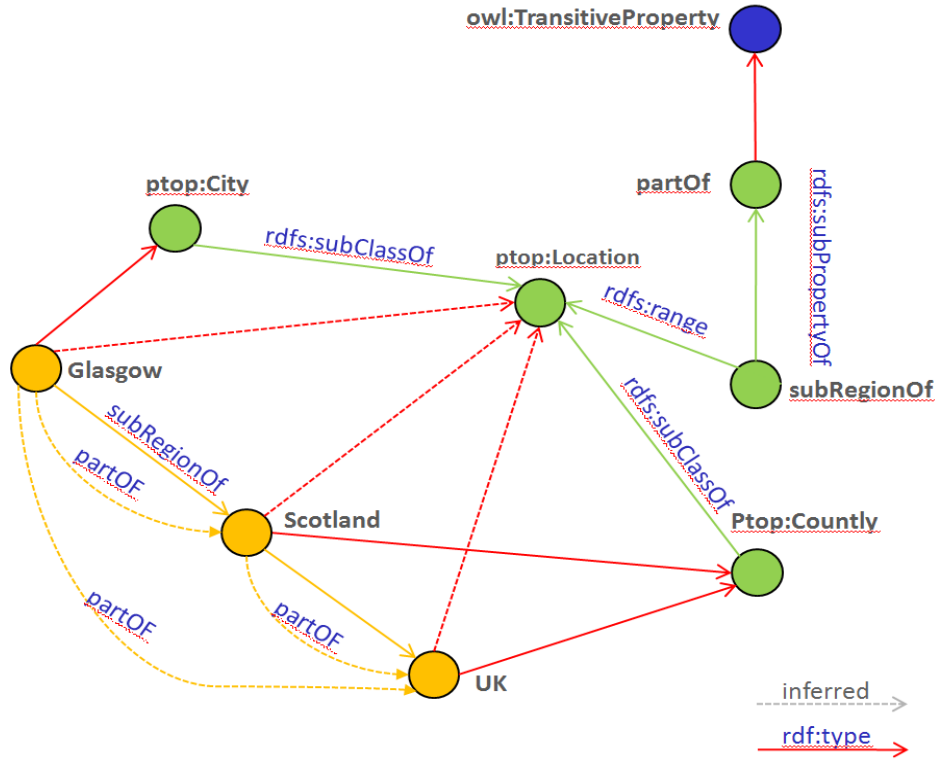 owl:TransitiveProperty
ptop:City
partOf
rdfs:subPropertyOf
rdfs:subClassOf
ptop:Location
rdfs:range
Glasgow
subRegionOf
subRegionOf
partOF
rdfs:subClassOf
Scotland
Ptop:Countly
partOF
partOF
UK
inferred
rdf:type